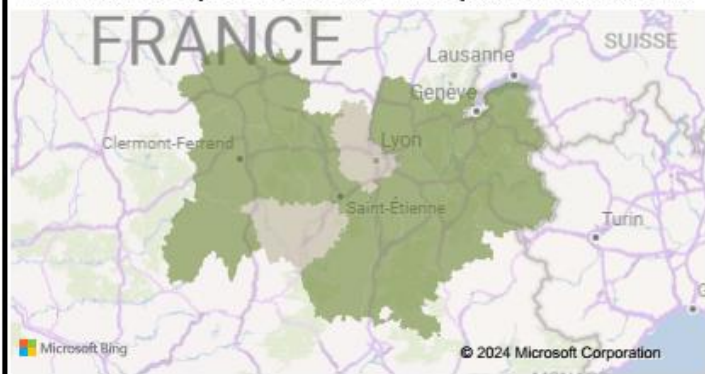 FRANCE
Lausanne
SUISSE
Genève
Clermont-Ferrand
Lyon
Saint-Étienne
Turin
Microsoft Bing
© 2024 Microsoft Corporation